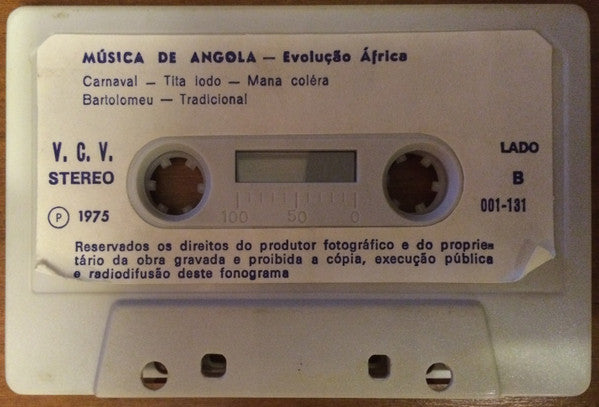 MÚSICA DE ANGOLA — Evolução África
Carnaval — Tita iodo — Mana coléra
Bartolomeu — Tradicional
V. C. V.
STEREO
LADO
B
001-131
100 50 0
Ⓟ 1975
Reservados os direitos do produtor fotográfico e do proprie-
tário da obra gravada e proibida a cópia, execução pública
e radiodifusão deste fonograma